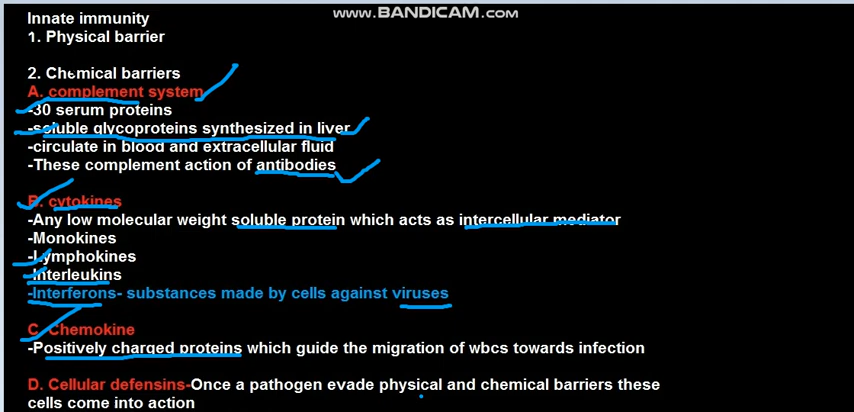 www.BANDICAM.com
Innate immunity
1. Physical barrier
2. Chemical barriers
A. complement system
-30 serum proteins
-soluble glycoproteins synthesized in liver
-circulate in blood and extracellular fluid
-These complement action of antibodies
B. cytokines
-Any low molecular weight soluble protein which acts as intercellular mediator
-Monokines
-Lymphokines
-Interleukins
-Interferons- substances made by cells against viruses
C. Chemokine
-Positively charged proteins which guide the migration of wbcs towards infection
D. Cellular defensins-Once a pathogen evade physical and chemical barriers these
cells come into action